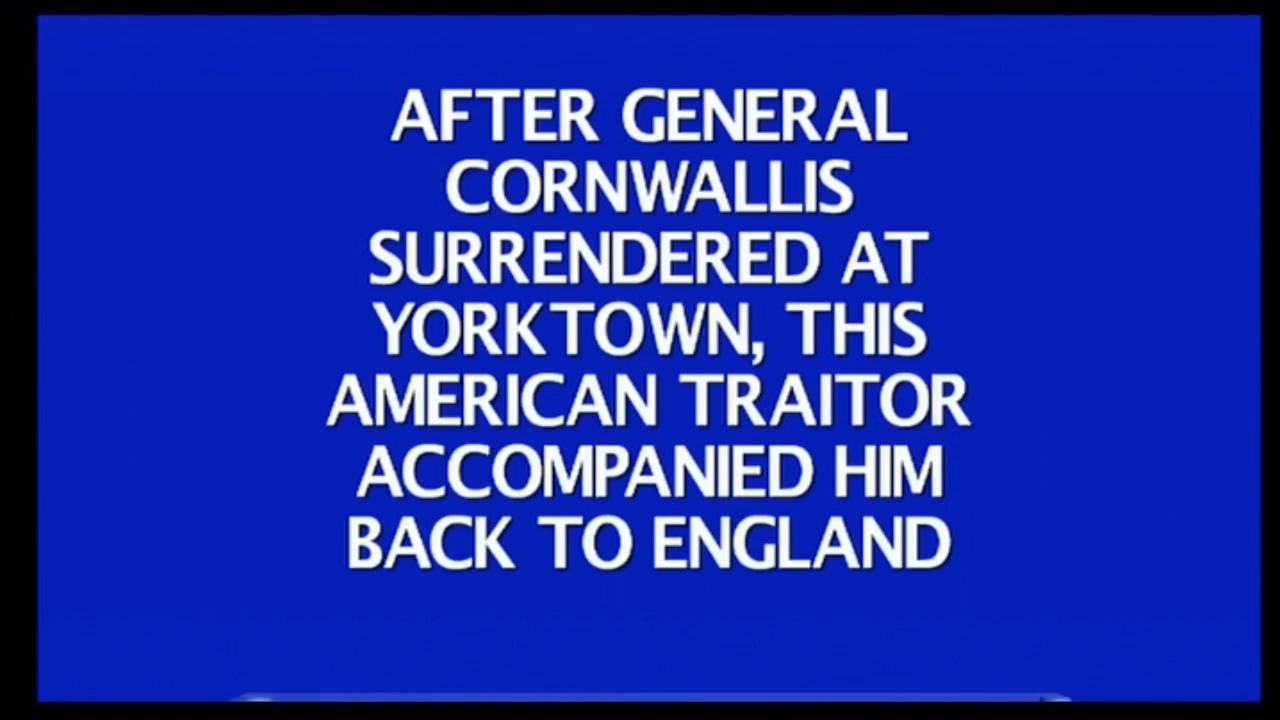 AFTER GENERAL
CORNWALLIS
SURRENDERED AT
YORKTOWN, THIS
AMERICAN TRAITOR
ACCOMPANIED HIM
BACK TO ENGLAND